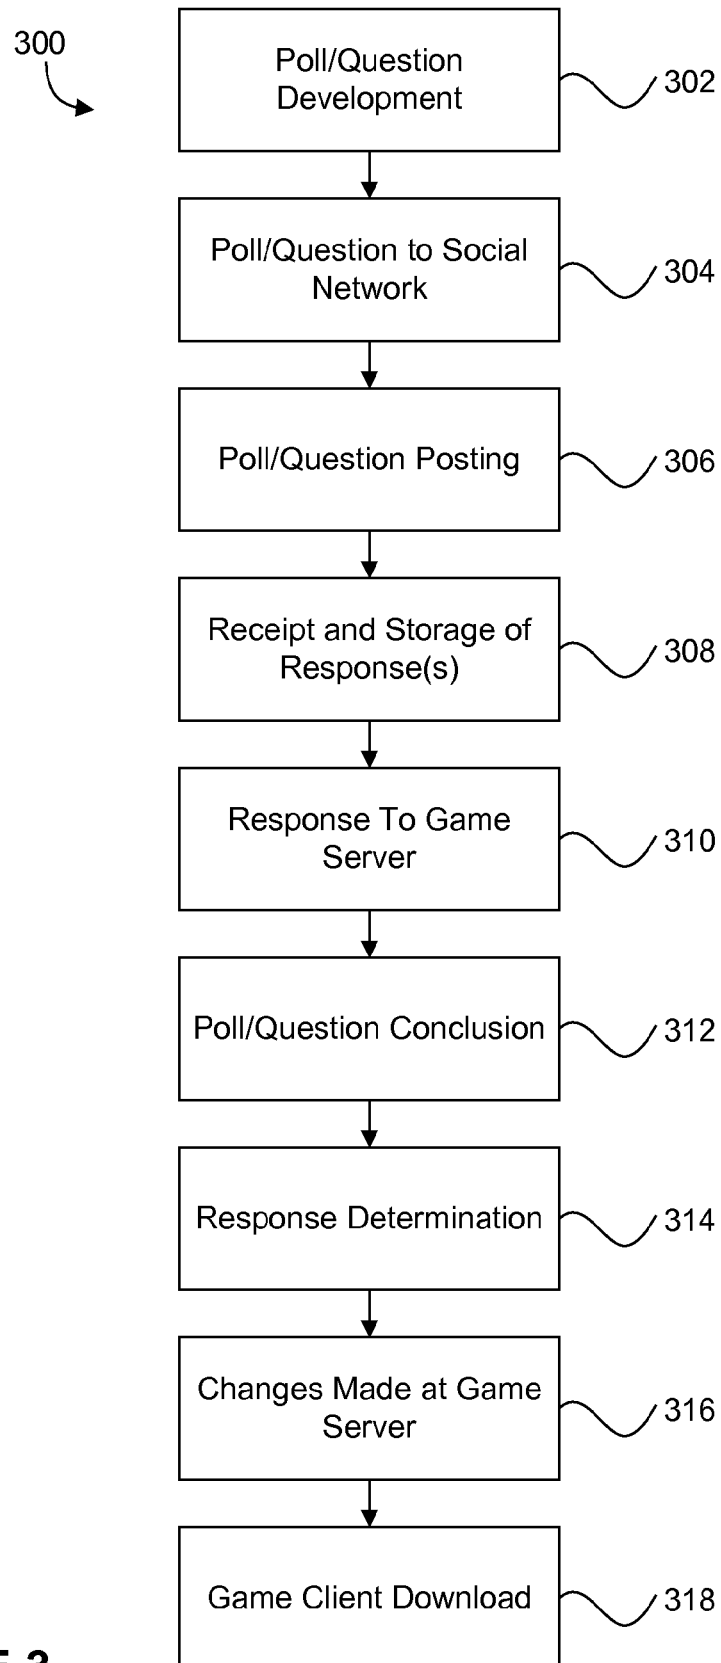 300
Poll/Question
Development
302
Poll/Question to Social
Network
304
Poll/Question Posting
306
Receipt and Storage of
Response(s)
308
Response To Game
Server
310
Poll/Question Conclusion
312
Response Determination
314
Changes Made at Game
Server
316
Game Client Download
318